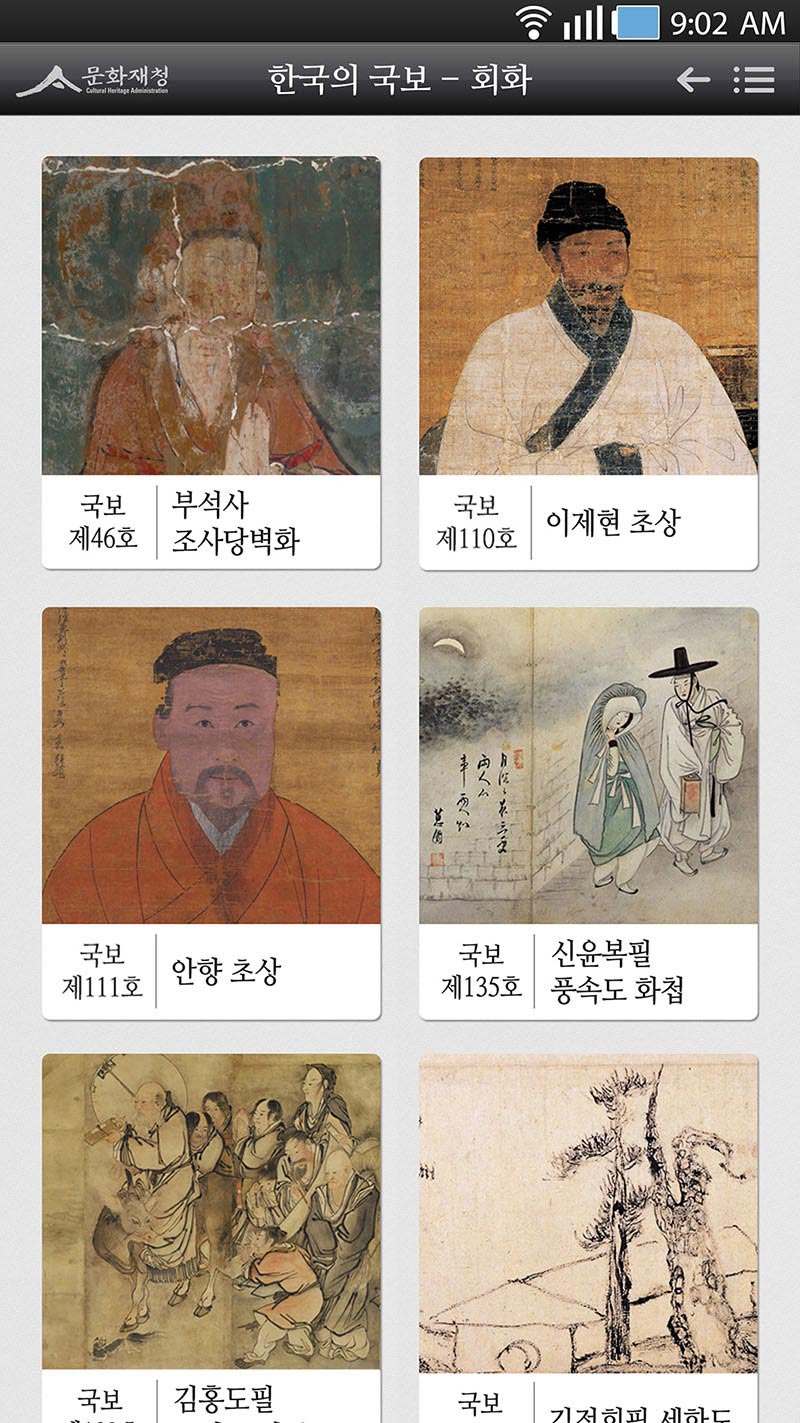 9:02 AM
문화재청
Cultural Heritage Administration
한국의 국보 - 회화
국보
제46호
부석사
조사당벽화
국보
제110호
이제현 초상
국보
제111호
안향 초상
국보
제135호
신윤복필
풍속도 화첩
국보
김홍도필
국보
김정희필 세한도